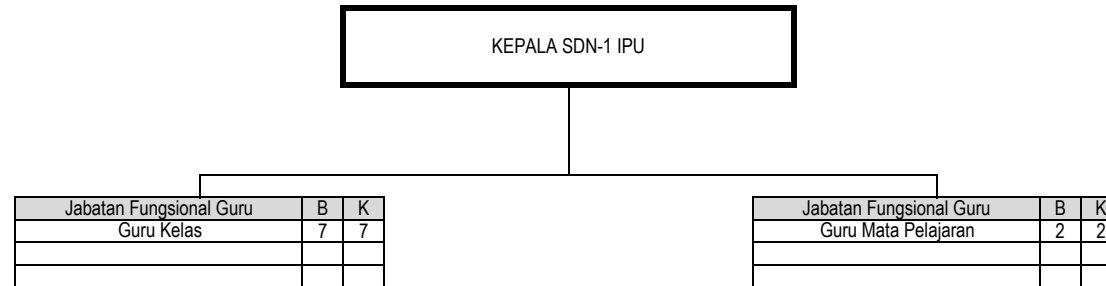 KEPALA SDN-1 IPU
Jabatan Fungsional Guru B K
Guru Kelas 7 7
Jabatan Fungsional Guru B K
Guru Mata Pelajaran 2 2